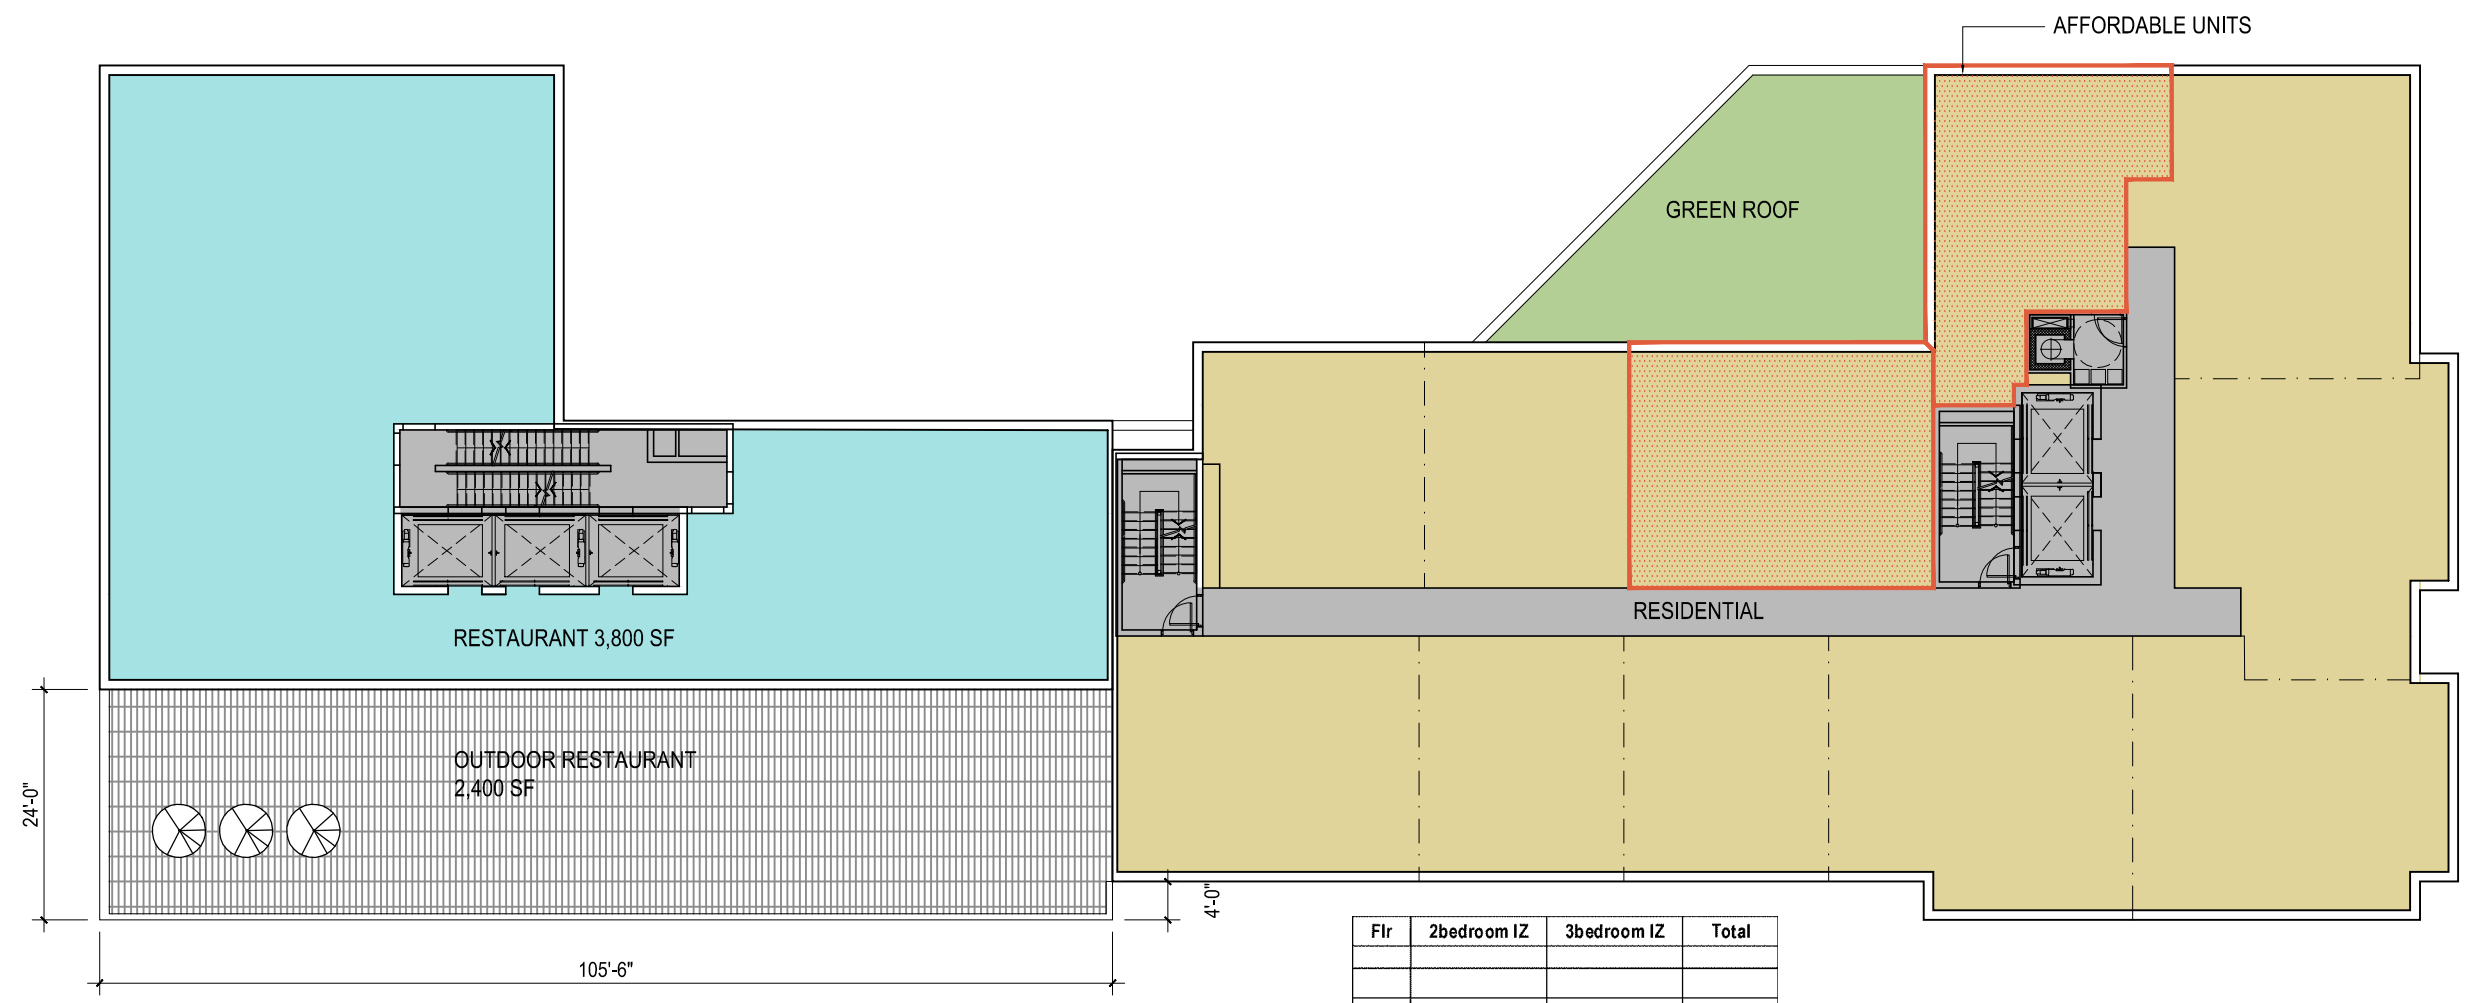 AFFORDABLE UNITS
GREEN ROOF
RESIDENTIAL
RESTAURANT 3,800 SF
OUTDOOR RESTAURANT
2,400 SF
24'-0"
4'-0"
105'-6"
Flr 2bedroom IZ 3bedroom IZ Total